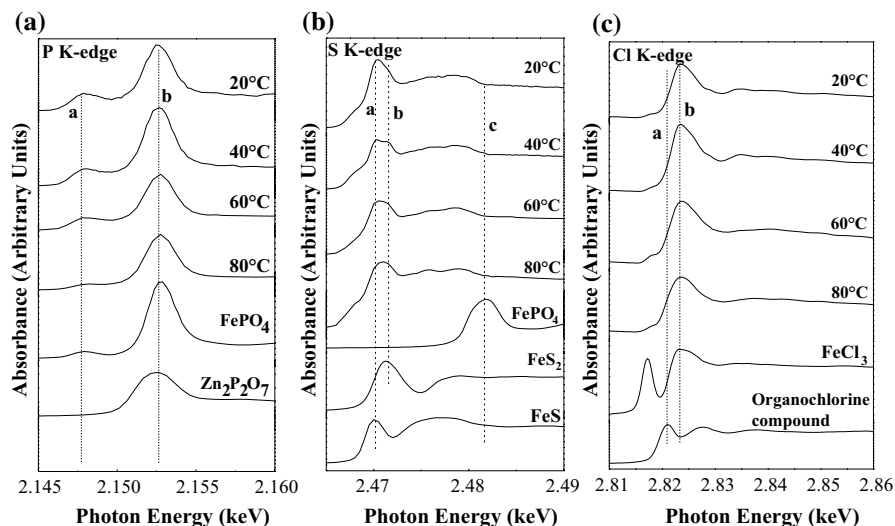 (a)
P K-edge
20°C
a
b
40°C
60°C
80°C
FePO4
Zn2P2O7
Absorbance (Arbitrary Units)
2.145 2.150 2.155 2.160
Photon Energy (keV)
(b)
S K-edge
20°C
a
b
c
40°C
60°C
80°C
FePO4
FeS2
FeS
Absorbance (Arbitrary Units)
2.47 2.48 2.49
Photon Energy (keV)
(c)
Cl K-edge
20°C
a
b
40°C
60°C
80°C
FeCl3
Organochlorine
compound
Absorbance (Arbitrary Units)
2.81 2.82 2.83 2.84 2.85 2.86
Photon Energy (keV)